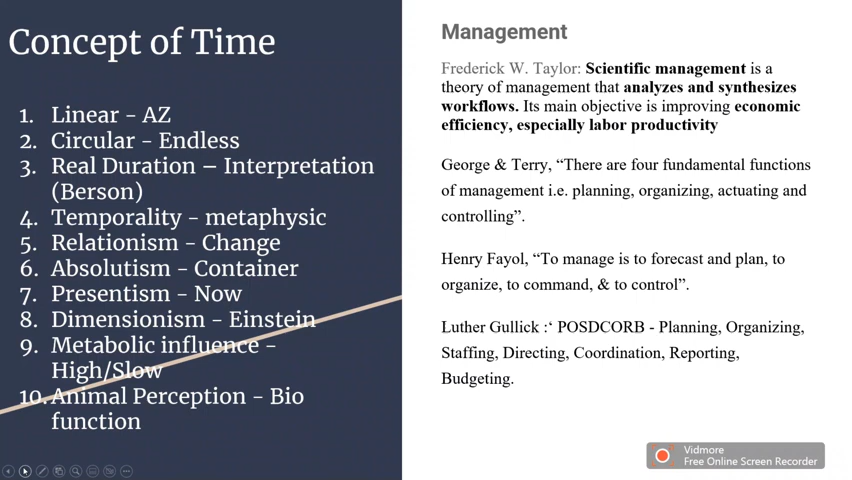 Concept of Time
1. Linear - AZ
2. Circular - Endless
3. Real Duration – Interpretation
(Berson)
4. Temporality - metaphysic
5. Relationism - Change
6. Absolutism - Container
7. Presentism - Now
8. Dimensionism - Einstein
9. Metabolic influence -
High/Slow
10. Animal Perception - Bio
function
Management
Frederick W. Taylor: Scientific management is a
theory of management that analyzes and synthesizes
workflows. Its main objective is improving economic
efficiency, especially labor productivity
George & Terry, “There are four fundamental functions
of management i.e. planning, organizing, actuating and
controlling”.
Henry Fayol, “To manage is to forecast and plan, to
organize, to command, & to control”.
Luther Gullick :‘ POSDCORB - Planning, Organizing,
Staffing, Directing, Coordination, Reporting,
Budgeting.
Vidmore
Free Online Screen Recorder